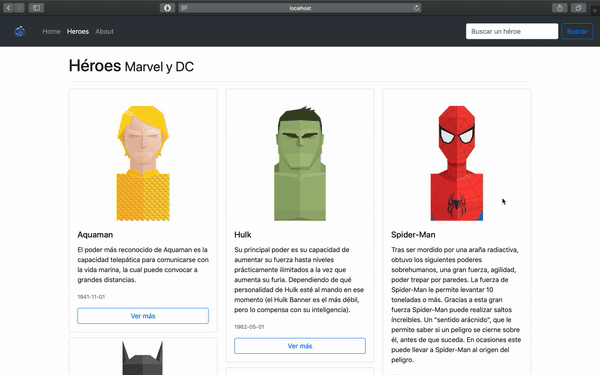 localhost
Home Heroes About
Buscar un héroe
Buscar
Héroes Marvel y DC
Aquaman
El poder más reconocido de Aquaman es la
capacidad telepática para comunicarse con
la vida marina, la cual puede convocar a
grandes distancias.
1941-11-01
Ver más
Hulk
Su principal poder es su capacidad de
aumentar su fuerza hasta niveles
prácticamente ilimitados a la vez que
aumenta su furia. Dependiendo de qué
personalidad de Hulk esté al mando en ese
momento (el Hulk Banner es el más débil,
pero lo compensa con su inteligencia).
1962-05-01
Ver más
Spider-Man
Tras ser mordido por una araña radiactiva,
obtuvo los siguientes poderes
sobrehumanos, una gran fuerza, agilidad,
poder trepar por paredes. La fuerza de
Spider-Man le permite levantar 10
toneladas o más. Gracias a esta gran
fuerza Spider-Man puede realizar saltos
íncreibles. Un "sentido arácnido", que le
permite saber si un peligro se cierne sobre
él, antes de que suceda. En ocasiones este
puede llevar a Spider-Man al origen del
peligro.